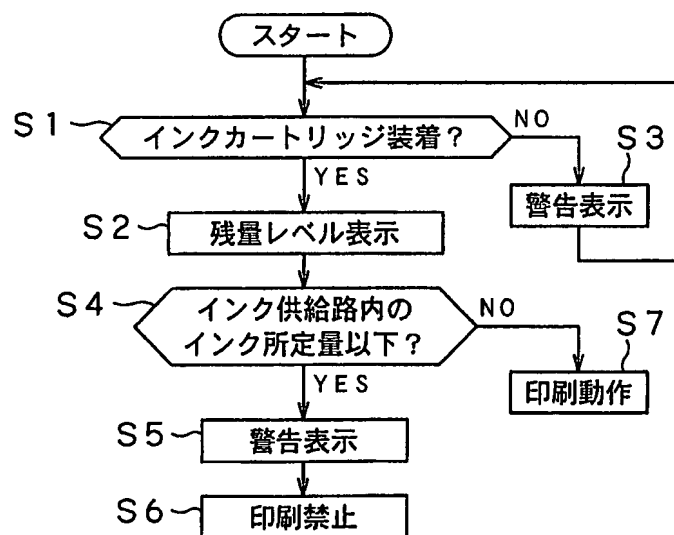 スタート
S1
インクカートリッジ装着？
NO
S3
YES
警告表示
S2
残量レベル表示
S4
インク供給路内の
インク所定量以下？
NO
S7
YES
印刷動作
S5
警告表示
S6
印刷禁止